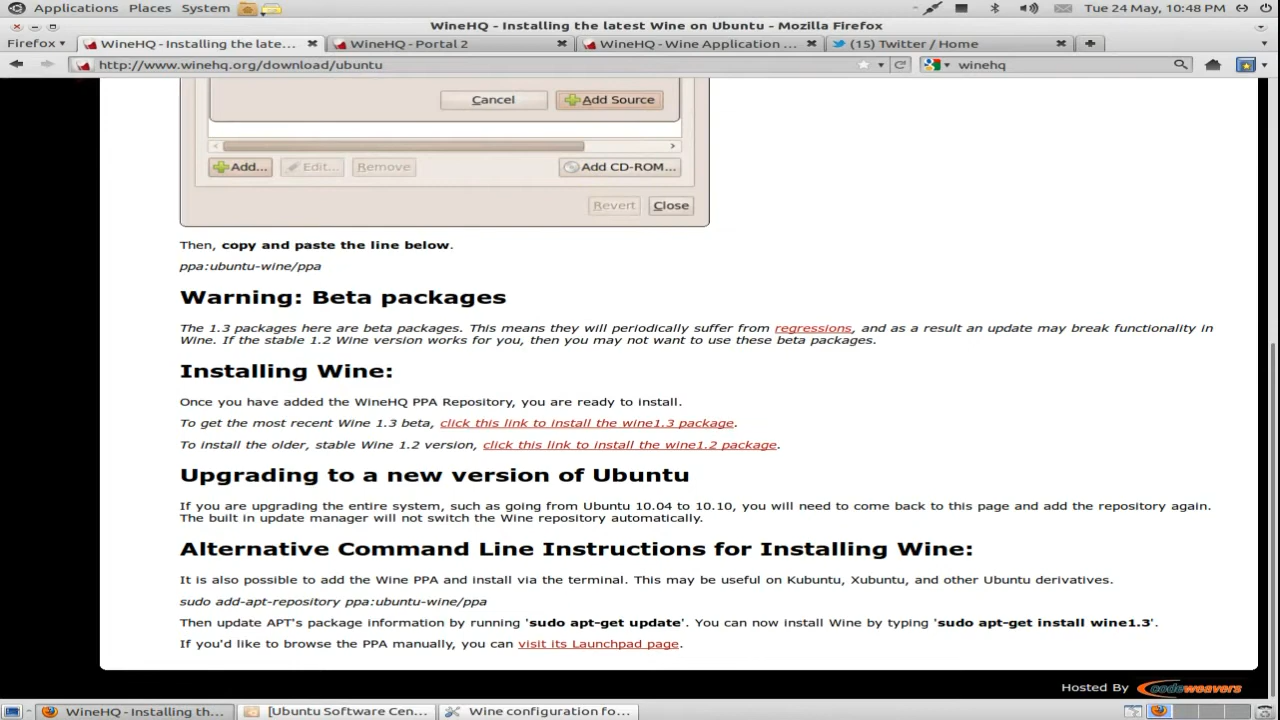 Applications Places System Tue 24 May, 10:48 PM
WineHQ - Installing the latest Wine on Ubuntu - Mozilla Firefox
Firefox WineHQ - Installing the late... WineHQ - Portal 2 WineHQ - Wine Application ... (15) Twitter / Home
http://www.winehq.org/download/ubuntu winehq
Cancel Add Source
Add... Edit... Remove Add CD-ROM...
Revert Close
Then, copy and paste the line below.
ppa:ubuntu-wine/ppa
Warning: Beta packages
The 1.3 packages here are beta packages. This means they will periodically suffer from regressions, and as a result an update may break functionality in
Wine. If the stable 1.2 Wine version works for you, then you may not want to use these beta packages.
Installing Wine:
Once you have added the WineHQ PPA Repository, you are ready to install.
To get the most recent Wine 1.3 beta, click this link to install the wine1.3 package.
To install the older, stable Wine 1.2 version, click this link to install the wine1.2 package.
Upgrading to a new version of Ubuntu
If you are upgrading the entire system, such as going from Ubuntu 10.04 to 10.10, you will need to come back to this page and add the repository again.
The built in update manager will not switch the Wine repository automatically.
Alternative Command Line Instructions for Installing Wine:
It is also possible to add the Wine PPA and install via the terminal. This may be useful on Kubuntu, Xubuntu, and other Ubuntu derivatives.
sudo add-apt-repository ppa:ubuntu-wine/ppa
Then update APT's package information by running 'sudo apt-get update'. You can now install Wine by typing 'sudo apt-get install wine1.3'.
If you'd like to browse the PPA manually, you can visit its Launchpad page.
Hosted By codeweavers
WineHQ - Installing th... [Ubuntu Software Cen... Wine configuration fo...